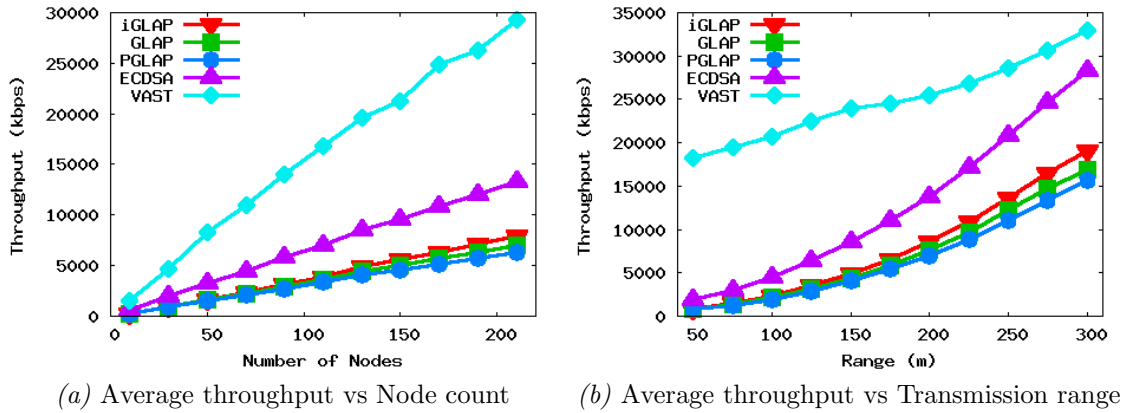 30000
25000
20000
15000
10000
5000
0
Throughput (kbps)
iGLAP
GLAP
PGLAP
ECDSA
VAST
0 50 100 150 200
Number of Nodes
(a) Average throughput vs Node count
35000
30000
25000
20000
15000
10000
5000
0
Throughput (kbps)
iGLAP
GLAP
PGLAP
ECDSA
VAST
50 100 150 200 250 300
Range (m)
(b) Average throughput vs Transmission range